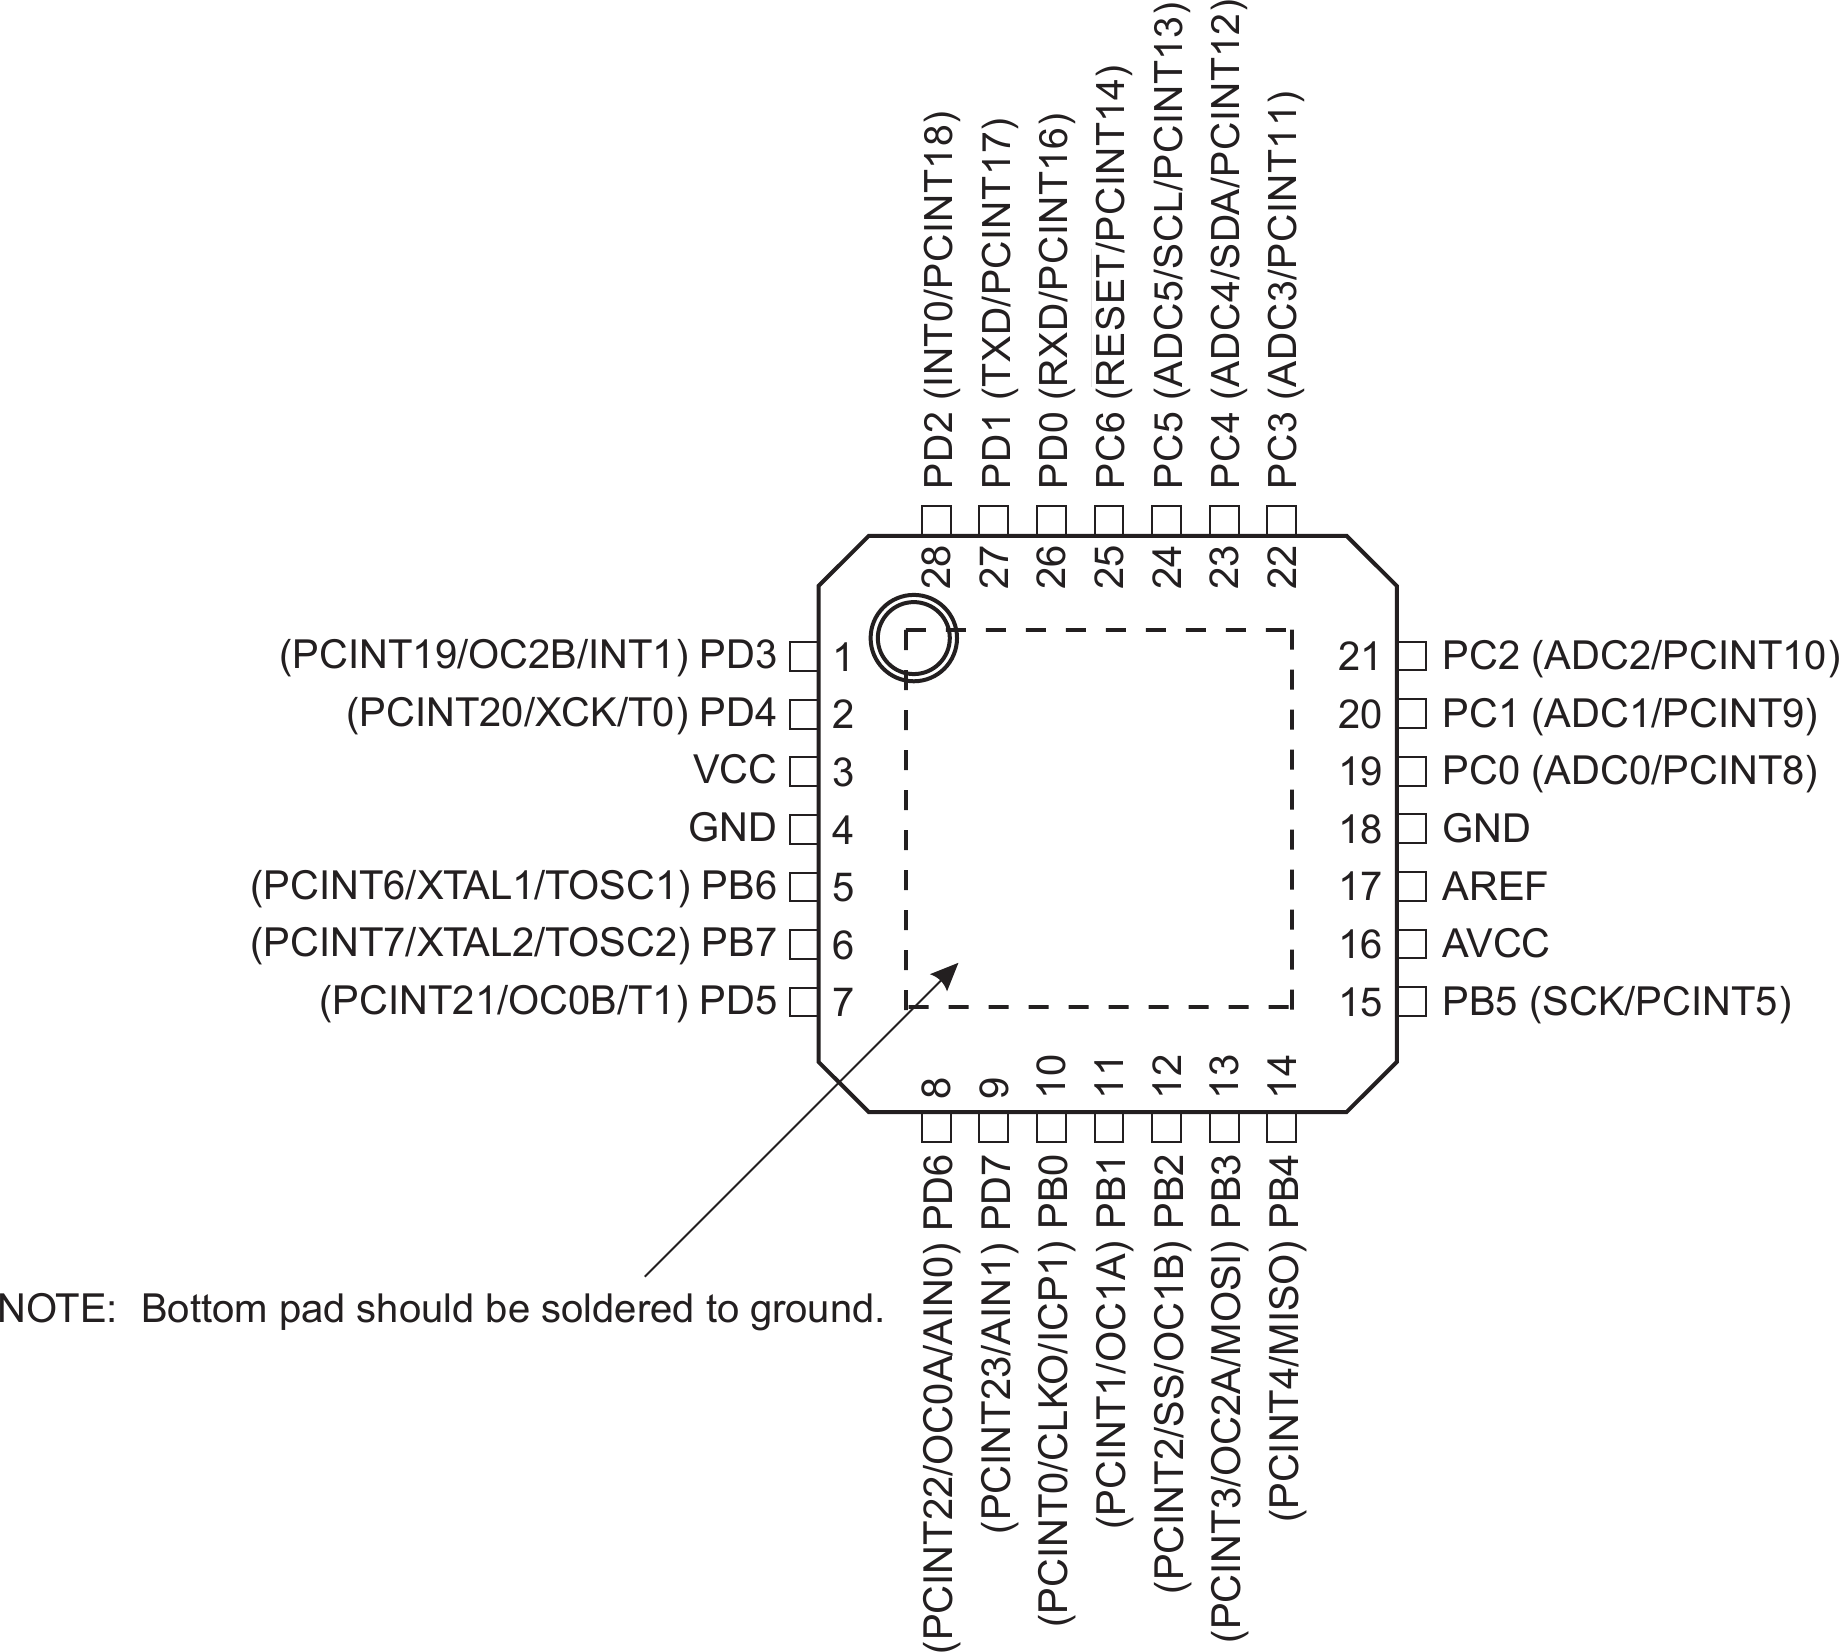 PD2 (INT0/PCINT18)
PD1 (TXD/PCINT17)
PD0 (RXD/PCINT16)
PC6 (RESET/PCINT14)
PC5 (ADC5/SCL/PCINT13)
PC4 (ADC4/SDA/PCINT12)
PC3 (ADC3/PCINT11)
28
27
26
25
24
23
22
(PCINT19/OC2B/INT1) PD3 1
(PCINT20/XCK/T0) PD4 2
VCC 3
GND 4
(PCINT6/XTAL1/TOSC1) PB6 5
(PCINT7/XTAL2/TOSC2) PB7 6
(PCINT21/OC0B/T1) PD5 7
21 PC2 (ADC2/PCINT10)
20 PC1 (ADC1/PCINT9)
19 PC0 (ADC0/PCINT8)
18 GND
17 AREF
16 AVCC
15 PB5 (SCK/PCINT5)
8
9
10
11
12
13
14
(PCINT22/OC0A/AIN0) PD6
(PCINT23/AIN1) PD7
(PCINT0/CLKO/ICP1) PB0
(PCINT1/OC1A) PB1
(PCINT2/SS/OC1B) PB2
(PCINT3/OC2A/MOSI) PB3
(PCINT4/MISO) PB4
NOTE: Bottom pad should be soldered to ground.